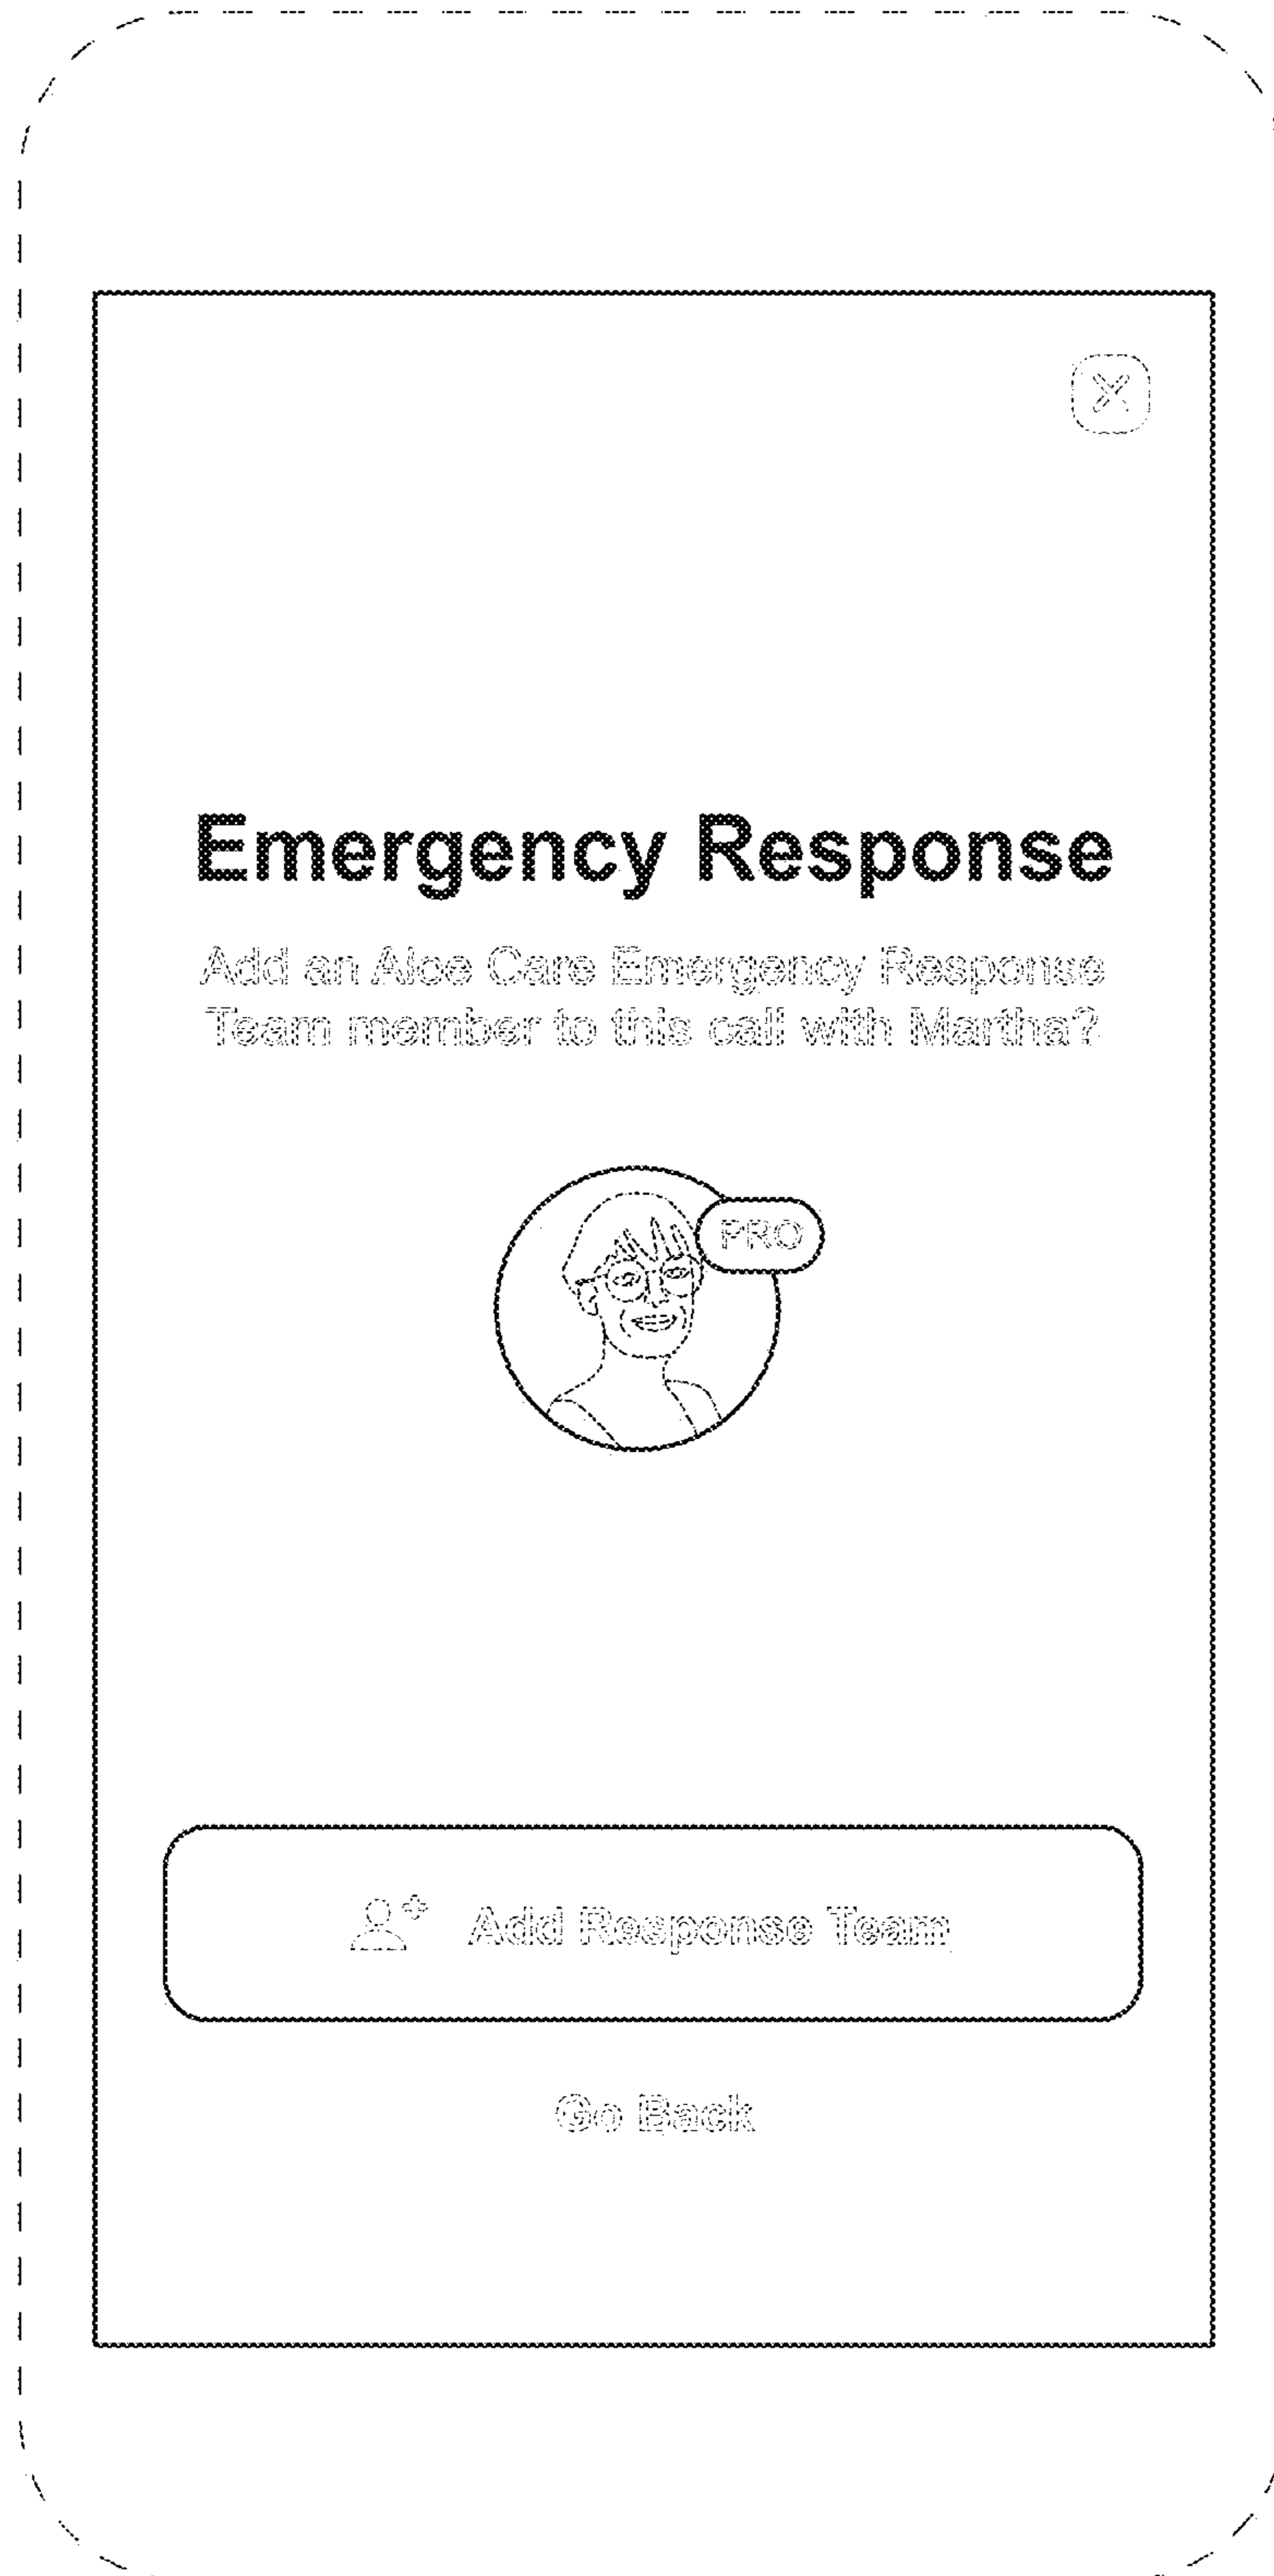 Emergency Response
Add an Aloe Care Emergency Response
Team member to this call with Martha?
PRO
Add Response Team
Go Back